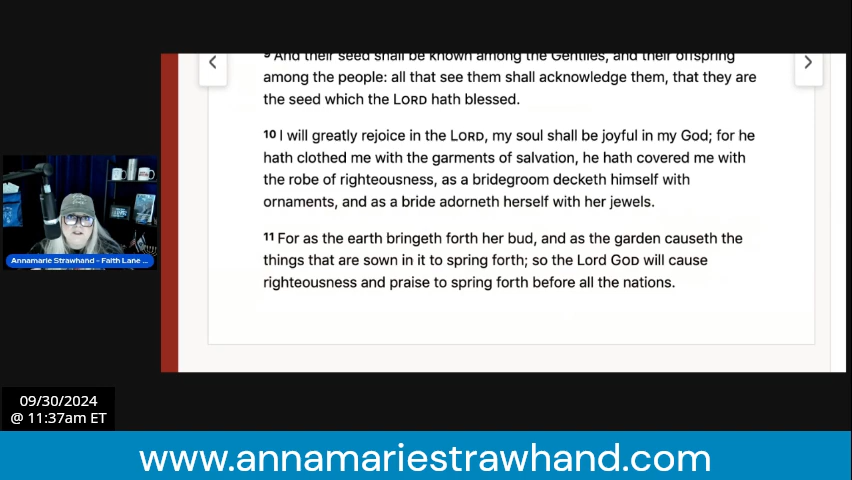 9 And their seed shall be known among the Gentiles, and their offspring
among the people: all that see them shall acknowledge them, that they are
the seed which the LORD hath blessed.
10 I will greatly rejoice in the LORD, my soul shall be joyful in my God; for he
hath clothed me with the garments of salvation, he hath covered me with
the robe of righteousness, as a bridegroom decketh himself with
ornaments, and as a bride adorneth herself with her jewels.
11 For as the earth bringeth forth her bud, and as the garden causeth the
things that are sown in it to spring forth; so the Lord GOD will cause
righteousness and praise to spring forth before all the nations.
Annamarie Strawhand - Faith Lane ...
09/30/2024
@ 11:37am ET
www.annamariestrawhand.com